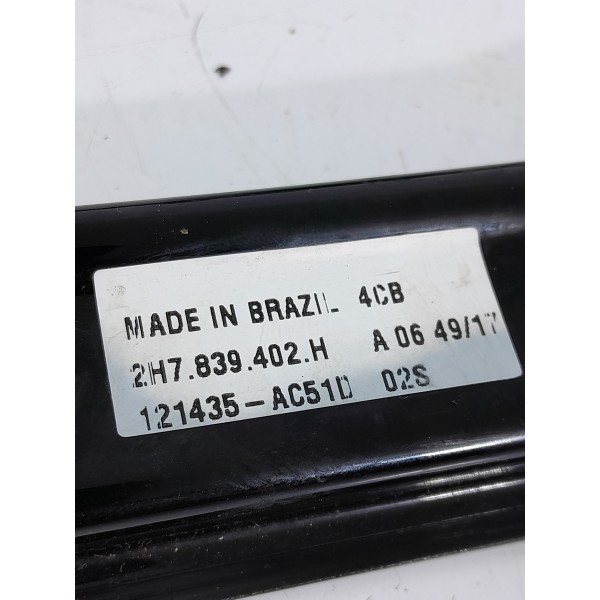 MADE IN BRAZIL 4CB
2H7.839.402.H A 06 49/17
121435-AC51D 02S